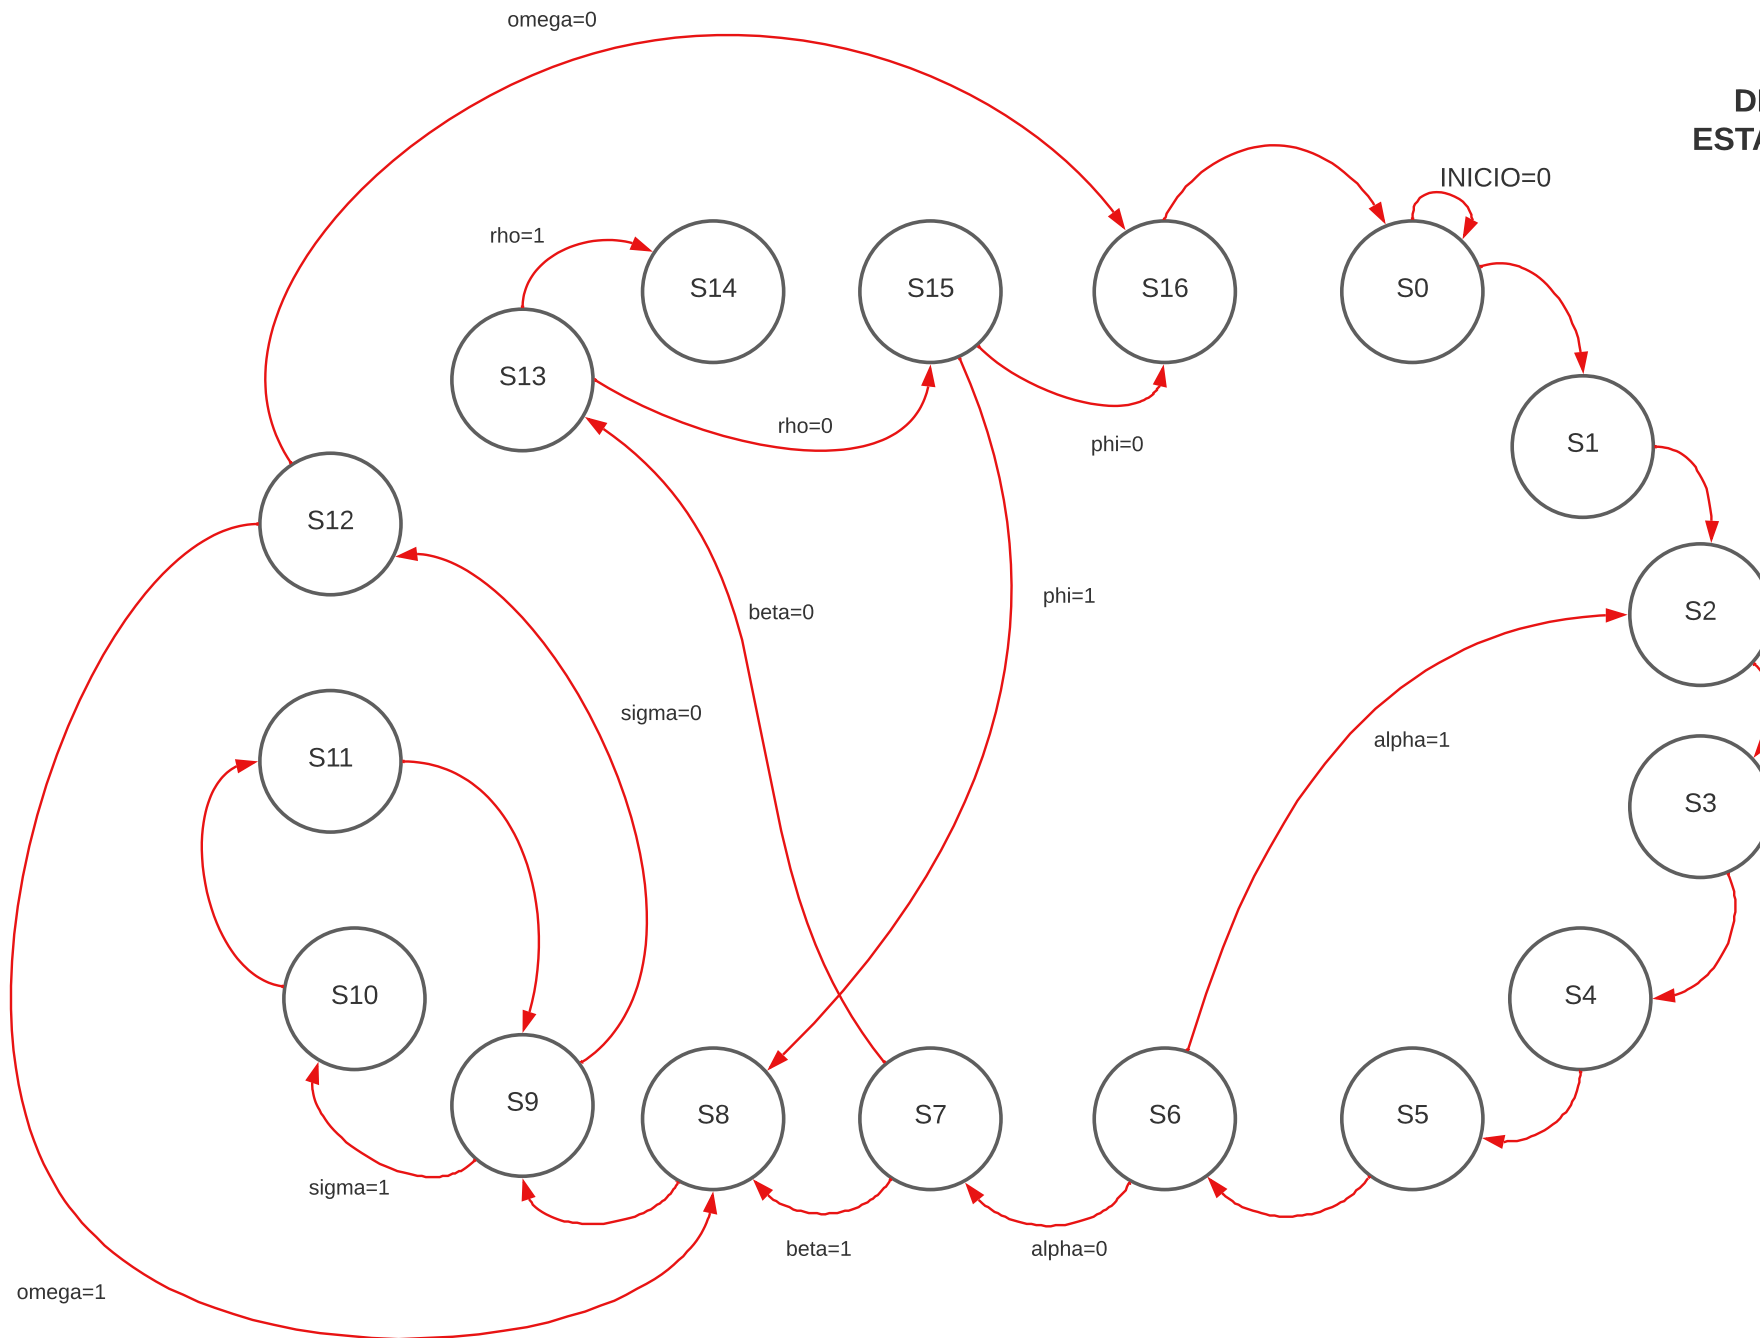 omega=0
DI
ESTA
INICIO=0
rho=1
S14
S15
S16
S0
S13
rho=0
phi=0
S1
S12
beta=0
phi=1
S2
sigma=0
alpha=1
S11
S3
S10
S4
S9
S8
S7
S6
S5
sigma=1
beta=1
alpha=0
omega=1